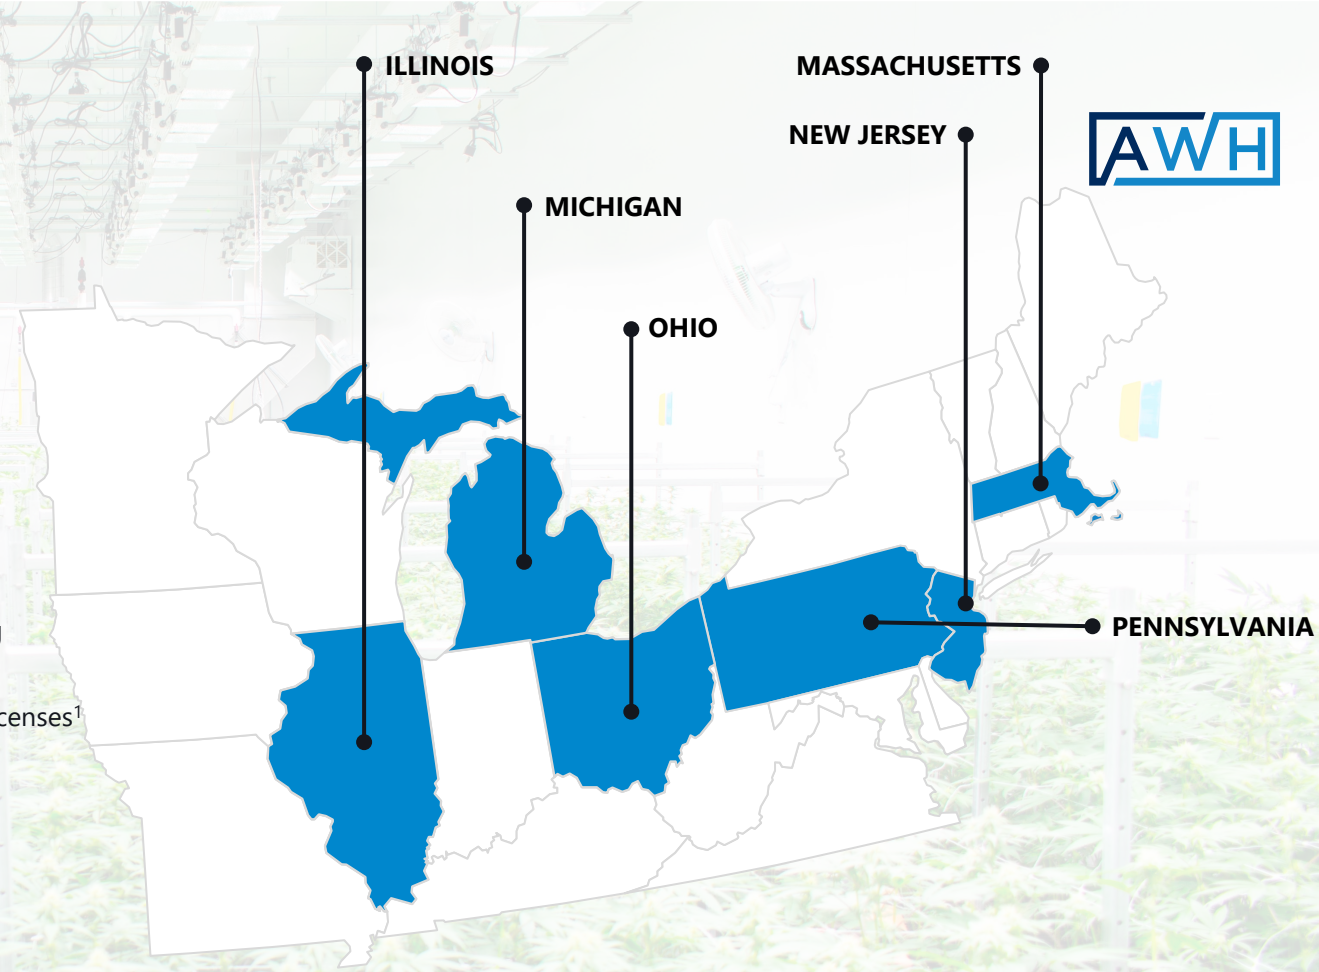 ILLINOIS
MASSACHUSETTS
NEW JERSEY
AWH
MICHIGAN
OHIO
PENNSYLVANIA
censes¹